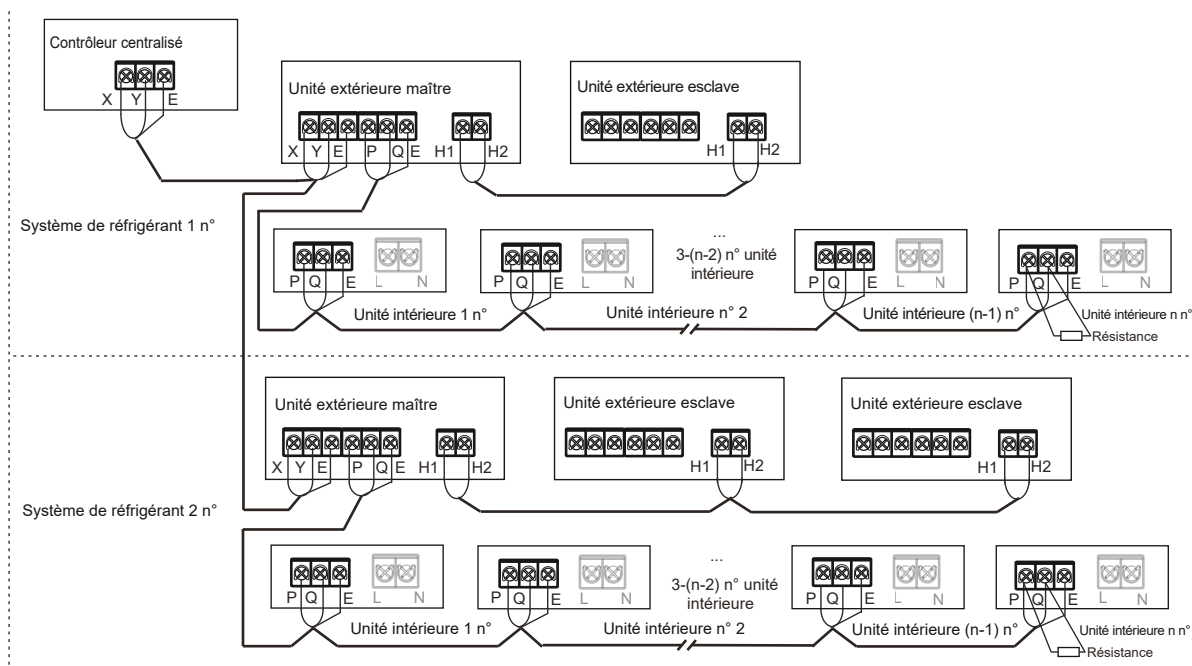 Contrôleur centralisé
X Y E
Unité extérieure maître
X Y E P Q E H1 H2
Unité extérieure esclave
H1 H2
Système de réfrigérant 1 n°
P Q E L N
Unité intérieure 1 n°
P Q E L N
Unité intérieure n° 2
...
3-(n-2) n° unité
intérieure
P Q E L N
Unité intérieure (n-1) n°
P Q E L N
Unité intérieure n n°
Résistance
Unité extérieure maître
X Y E P Q E H1 H2
Unité extérieure esclave
H1 H2
Unité extérieure esclave
H1 H2
Système de réfrigérant 2 n°
P Q E L N
Unité intérieure 1 n°
P Q E L N
Unité intérieure n° 2
...
3-(n-2) n° unité
intérieure
P Q E L N
Unité intérieure (n-1) n°
P Q E L N
Unité intérieure n n°
Résistance